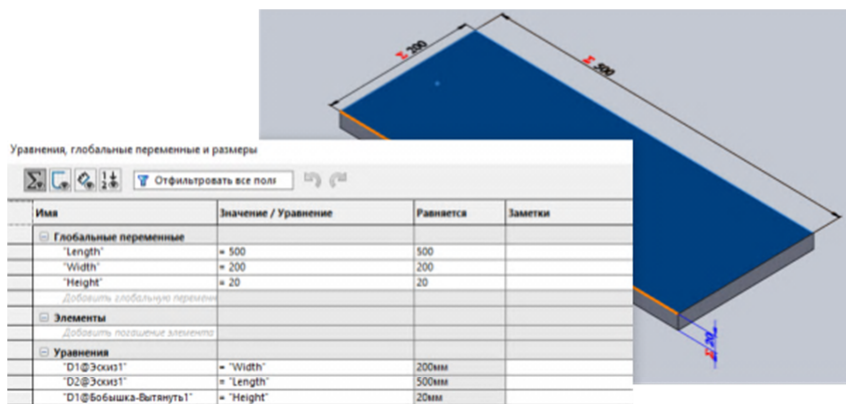 Σ 200
Σ 500
Уравнения, глобальные переменные и размеры
Отфильтровать все поля
Имя Значение / Уравнение Равняется Заметки
Глобальные переменные
"Length" = 500 500
"Width" = 200 200
"Height" = 20 20
Добавить глобальную перемен
Элементы
Добавить погашение элемента
Уравнения
"D1@Эскиз1" = "Width" 200мм
"D2@Эскиз1" = "Length" 500мм
"D1@Бобышка-Вытянуть1" = "Height" 20мм
Σ 20